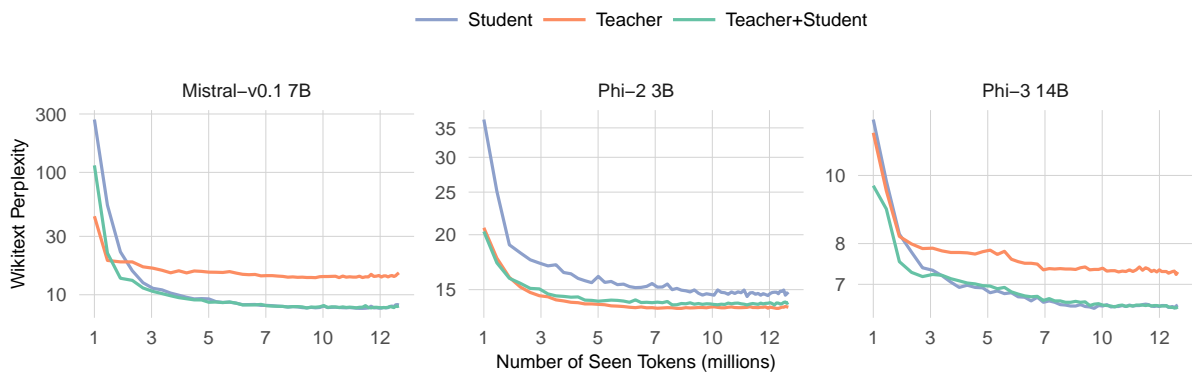 Student Teacher Teacher+Student
Mistral−v0.1 7B
Phi−2 3B
Phi−3 14B
Wikitext Perplexity
300
100
30
10
35
30
25
20
15
10
8
7
1 3 5 7 10 12
1 3 5 7 10 12
1 3 5 7 10 12
Number of Seen Tokens (millions)